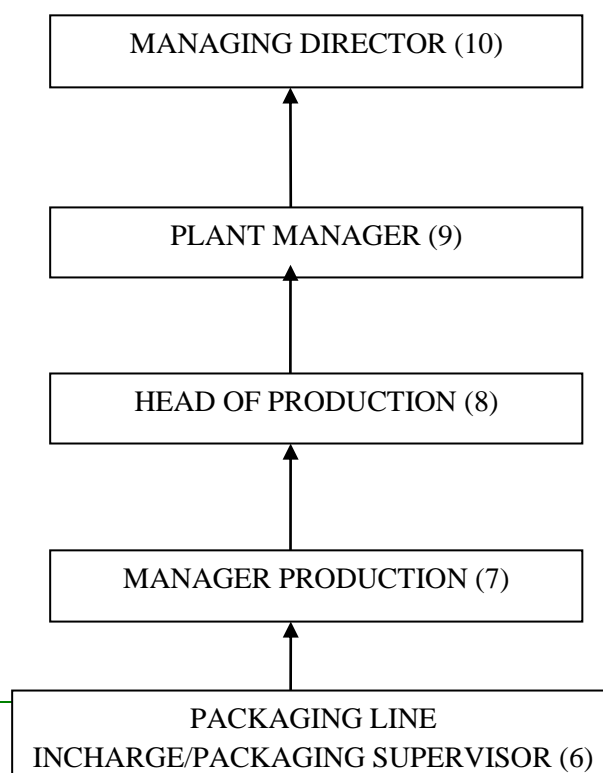 MANAGING DIRECTOR (10)
PLANT MANAGER (9)
HEAD OF PRODUCTION (8)
MANAGER PRODUCTION (7)
PACKAGING LINE
INCHARGE/PACKAGING SUPERVISOR (6)